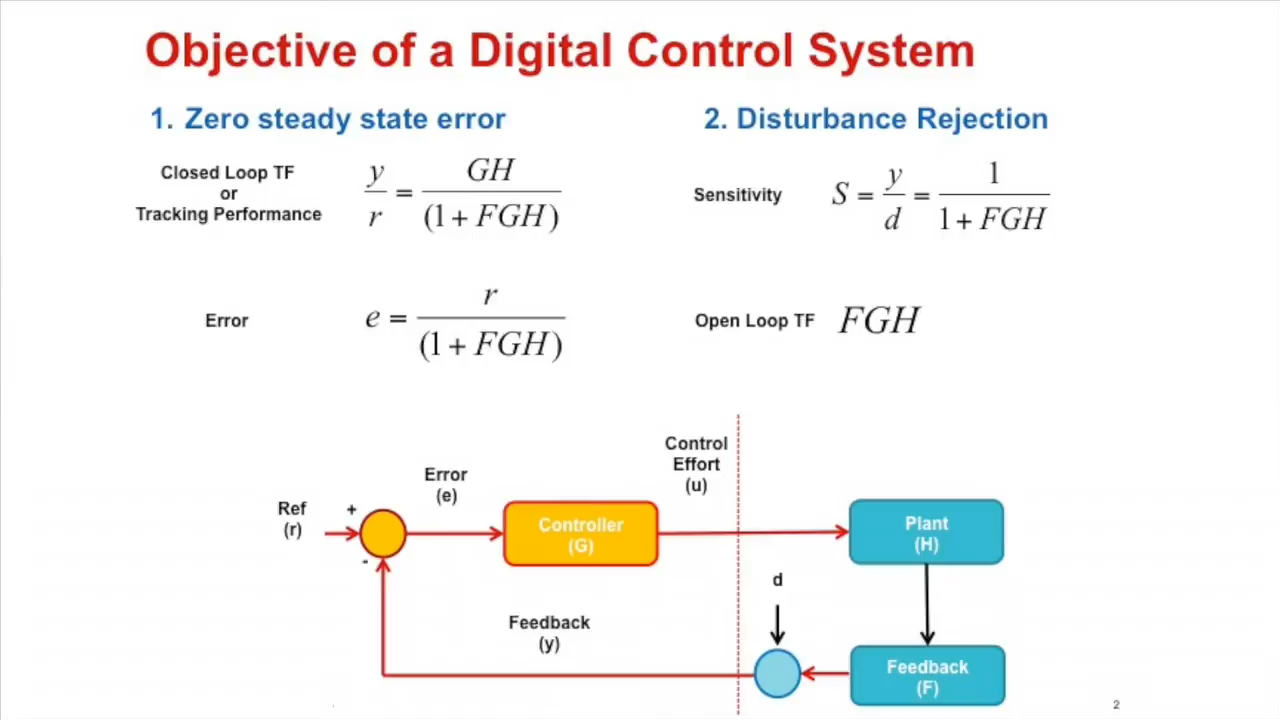 Objective of a Digital Control System
1. Zero steady state error
Closed Loop TF
or
Tracking Performance
y/r = GH/(1 + FGH)
Error
e = r/(1 + FGH)
2. Disturbance Rejection
Sensitivity
S = y/d = 1/1 + FGH
Open Loop TF
FGH
Ref
(r)
+
-
Error
(e)
Controller
(G)
Control
Effort
(u)
Plant
(H)
d
Feedback
(y)
Feedback
(F)
2